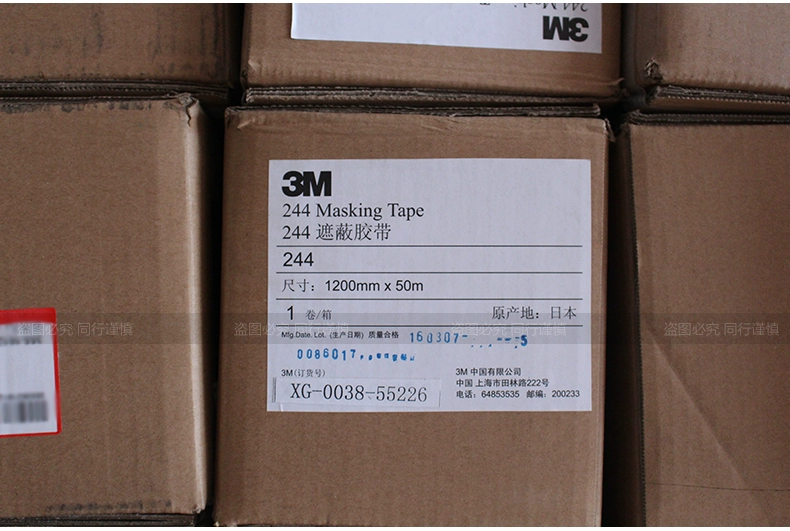 3M
3M
244 Masking Tape
244 遮蔽胶带
244
尺寸：1200mm x 50m
1 卷/箱 原产地：日本
盗图必究 同行谨慎 盗图必究 同行谨慎 盗图必究 同行谨慎
Mfg.Date. Lot. (生产日期) 质量合格 160307-
0086017,
3M(订货号)
XG-0038-55226
3M 中国有限公司
中国 上海市田林路222号
电话：64853535 邮编：200233